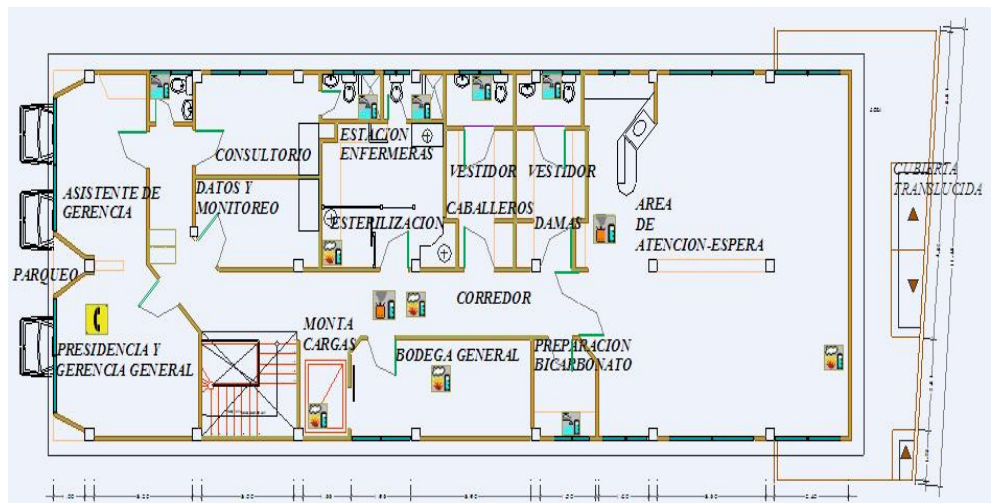 ESTACION
ENFERMERAS
CONSULTORIO
VESTIDOR
VESTIDOR
CUBIERTA
TRANSLUCIDA
ASISTENTE DE
GERENCIA
DATOS Y
MONITOREO
CABALLEROS
AREA
DE
ATENCION-ESPERA
ESTERILIZACION
DAMAS
PARQUEO
CORREDOR
MONTA
CARGAS
PRESIDENCIA Y
GERENCIA GENERAL
BODEGA GENERAL
PREPARACION
BICARBONATO